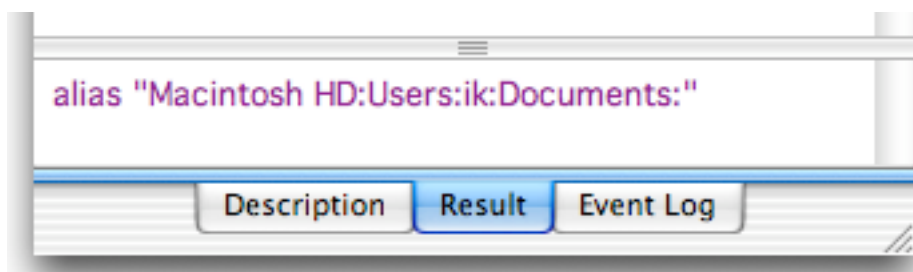 alias "Macintosh HD:Users:ik:Documents:"
Description Result Event Log